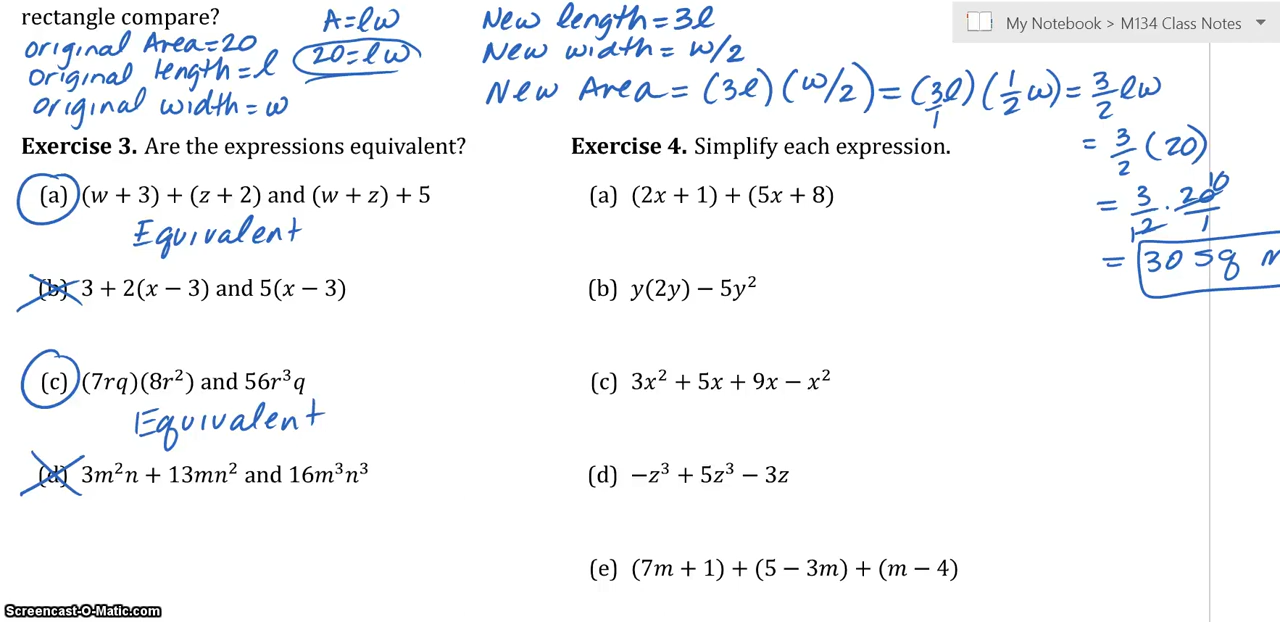 rectangle compare?
A=lw
Original Area=20
Original length=l
20=lw
Original width=w
New length=3l
New width=w/2
New Area=(3l)(w/2)=(3l/1)(1/2 w)=3/2 lw
=3/2(20)
=3/2 · 20/1
1 10
=30 sq
My Notebook > M134 Class Notes
Exercise 3. Are the expressions equivalent?
(a) (w + 3) + (z + 2) and (w + z) + 5
Equivalent
(b) 3 + 2(x − 3) and 5(x − 3)
(c) (7rq)(8r²) and 56r³q
Equivalent
(d) 3m²n + 13mn² and 16m³n³
Exercise 4. Simplify each expression.
(a) (2x + 1) + (5x + 8)
(b) y(2y) − 5y²
(c) 3x² + 5x + 9x − x²
(d) −z³ + 5z³ − 3z
(e) (7m + 1) + (5 − 3m) + (m − 4)
Screencast-O-Matic.com